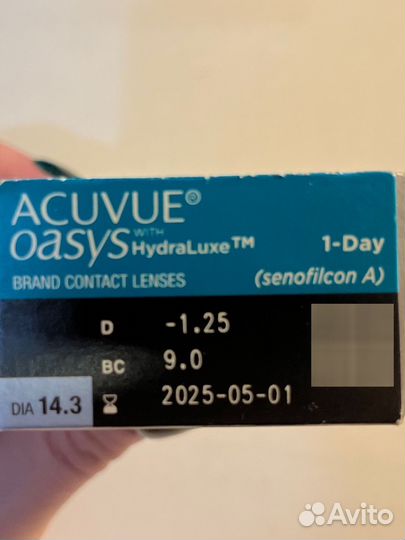 ACUVUE®
OASYS WITH HydraLuxe™ 1-Day
BRAND CONTACT LENSES (senofilcon A)
D -1.25
BC 9.0
DIA 14.3 2025-05-01
Avito